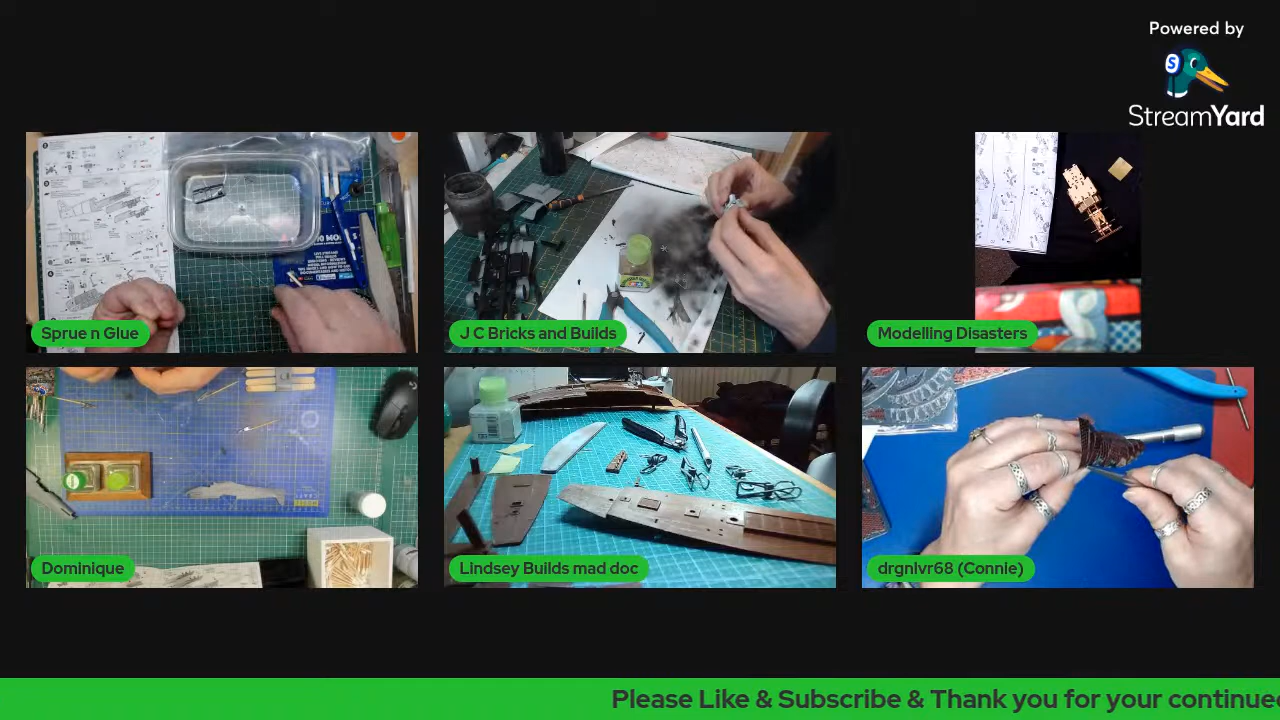 Powered by
S
StreamYard
Sprue n Glue
J C Bricks and Builds
Modelling Disasters
Dominique
Lindsey Builds mad doc
drgnlvr68 (Connie)
Please Like & Subscribe & Thank you for your continue